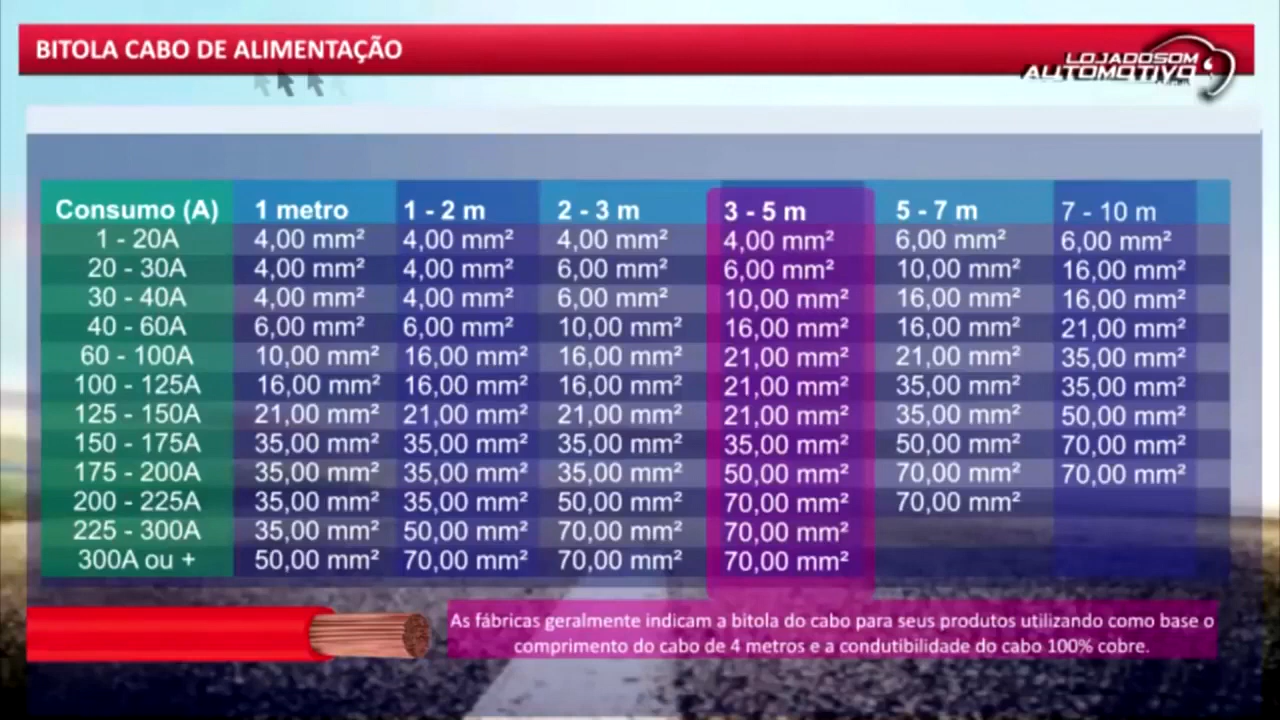 BITOLA CABO DE ALIMENTAÇÃO
LOJADOSOM
AUTOMOTIVO
Consumo (A) 1 metro 1 - 2 m 2 - 3 m 3 - 5 m 5 - 7 m 7 - 10 m
1 - 20A 4,00 mm² 4,00 mm² 4,00 mm² 4,00 mm² 6,00 mm² 6,00 mm²
20 - 30A 4,00 mm² 4,00 mm² 6,00 mm² 6,00 mm² 10,00 mm² 16,00 mm²
30 - 40A 4,00 mm² 4,00 mm² 6,00 mm² 10,00 mm² 16,00 mm² 16,00 mm²
40 - 60A 6,00 mm² 6,00 mm² 10,00 mm² 16,00 mm² 16,00 mm² 21,00 mm²
60 - 100A 10,00 mm² 16,00 mm² 16,00 mm² 21,00 mm² 21,00 mm² 35,00 mm²
100 - 125A 16,00 mm² 16,00 mm² 16,00 mm² 21,00 mm² 35,00 mm² 35,00 mm²
125 - 150A 21,00 mm² 21,00 mm² 21,00 mm² 21,00 mm² 35,00 mm² 50,00 mm²
150 - 175A 35,00 mm² 35,00 mm² 35,00 mm² 35,00 mm² 50,00 mm² 70,00 mm²
175 - 200A 35,00 mm² 35,00 mm² 35,00 mm² 50,00 mm² 70,00 mm² 70,00 mm²
200 - 225A 35,00 mm² 35,00 mm² 50,00 mm² 70,00 mm² 70,00 mm²
225 - 300A 35,00 mm² 50,00 mm² 70,00 mm² 70,00 mm²
300A ou + 50,00 mm² 70,00 mm² 70,00 mm² 70,00 mm²
As fábricas geralmente indicam a bitola do cabo para seus produtos utilizando como base o
comprimento do cabo de 4 metros e a condutibilidade do cabo 100% cobre.